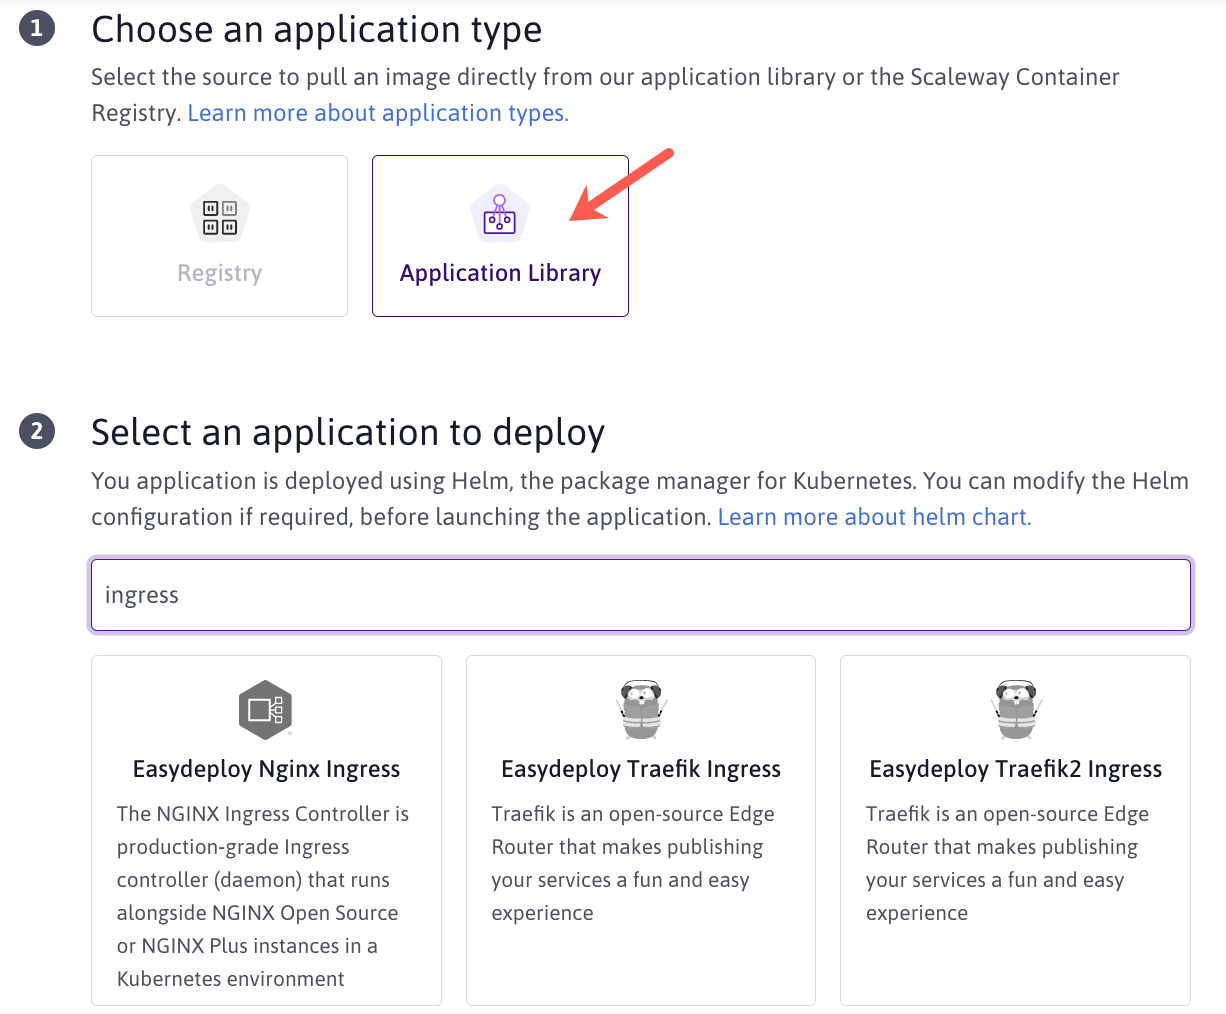 1
Choose an application type
Select the source to pull an image directly from our application library or the Scaleway Container
Registry. Learn more about application types.
Registry
Application Library
2
Select an application to deploy
You application is deployed using Helm, the package manager for Kubernetes. You can modify the Helm
configuration if required, before launching the application. Learn more about helm chart.
ingress
Easydeploy Nginx Ingress
The NGINX Ingress Controller is
production-grade Ingress
controller (daemon) that runs
alongside NGINX Open Source
or NGINX Plus instances in a
Kubernetes environment
Easydeploy Traefik Ingress
Traefik is an open-source Edge
Router that makes publishing
your services a fun and easy
experience
Easydeploy Traefik2 Ingress
Traefik is an open-source Edge
Router that makes publishing
your services a fun and easy
experience